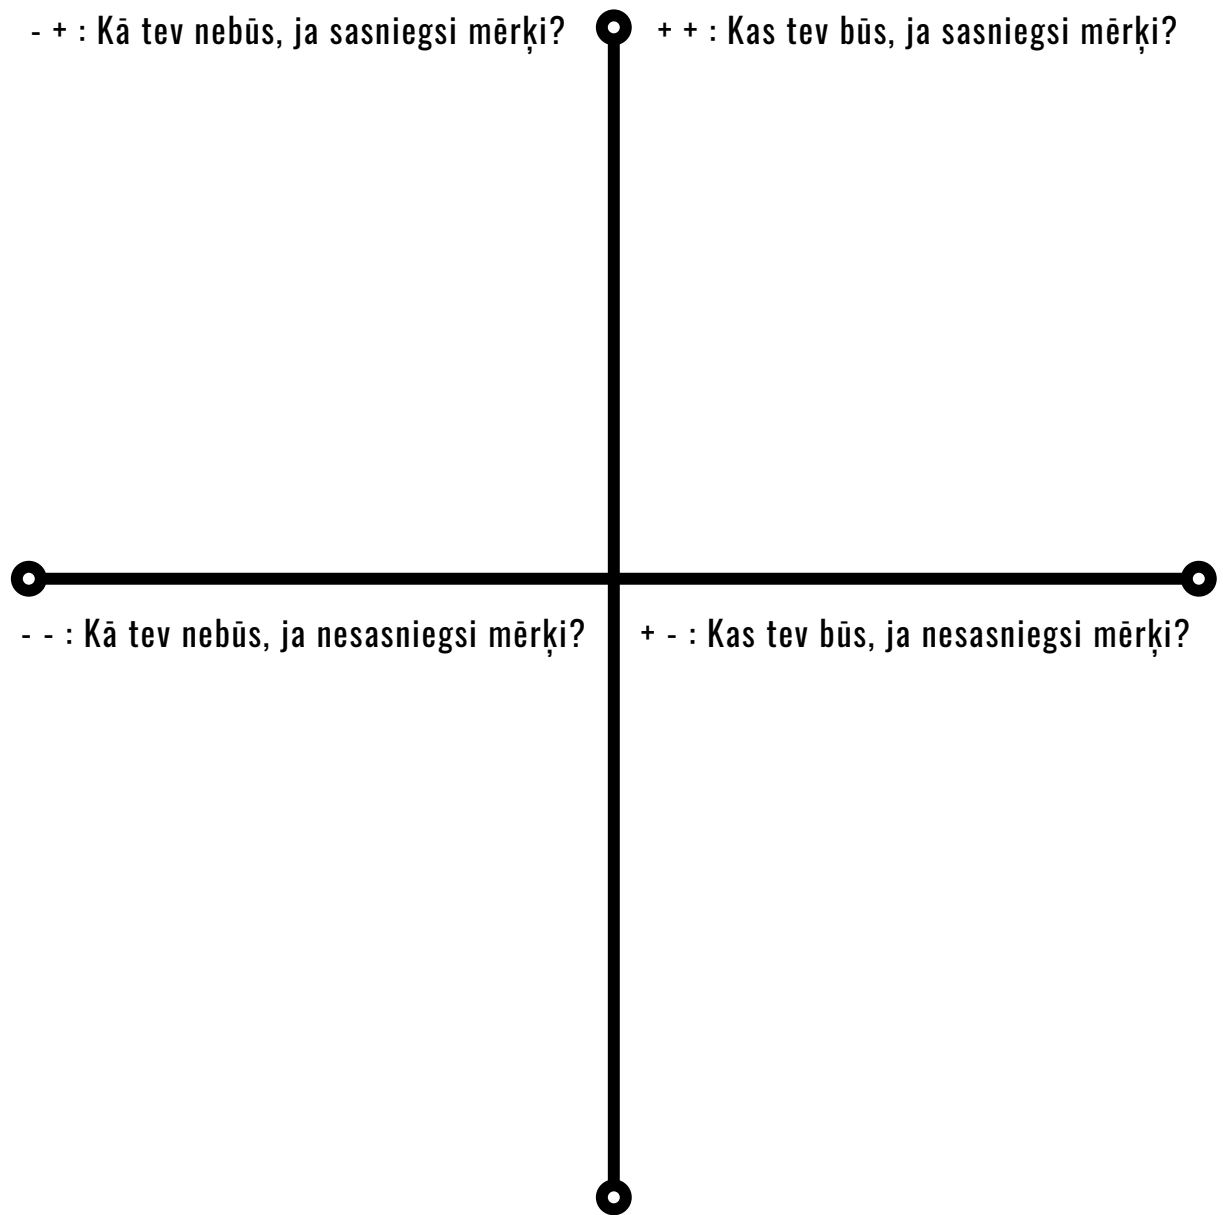 - + : Kā tev nebūs, ja sasniegsi mērķi?
+ + : Kas tev būs, ja sasniegsi mērķi?
- - : Kā tev nebūs, ja nesasniegsi mērķi?
+ - : Kas tev būs, ja nesasniegsi mērķi?